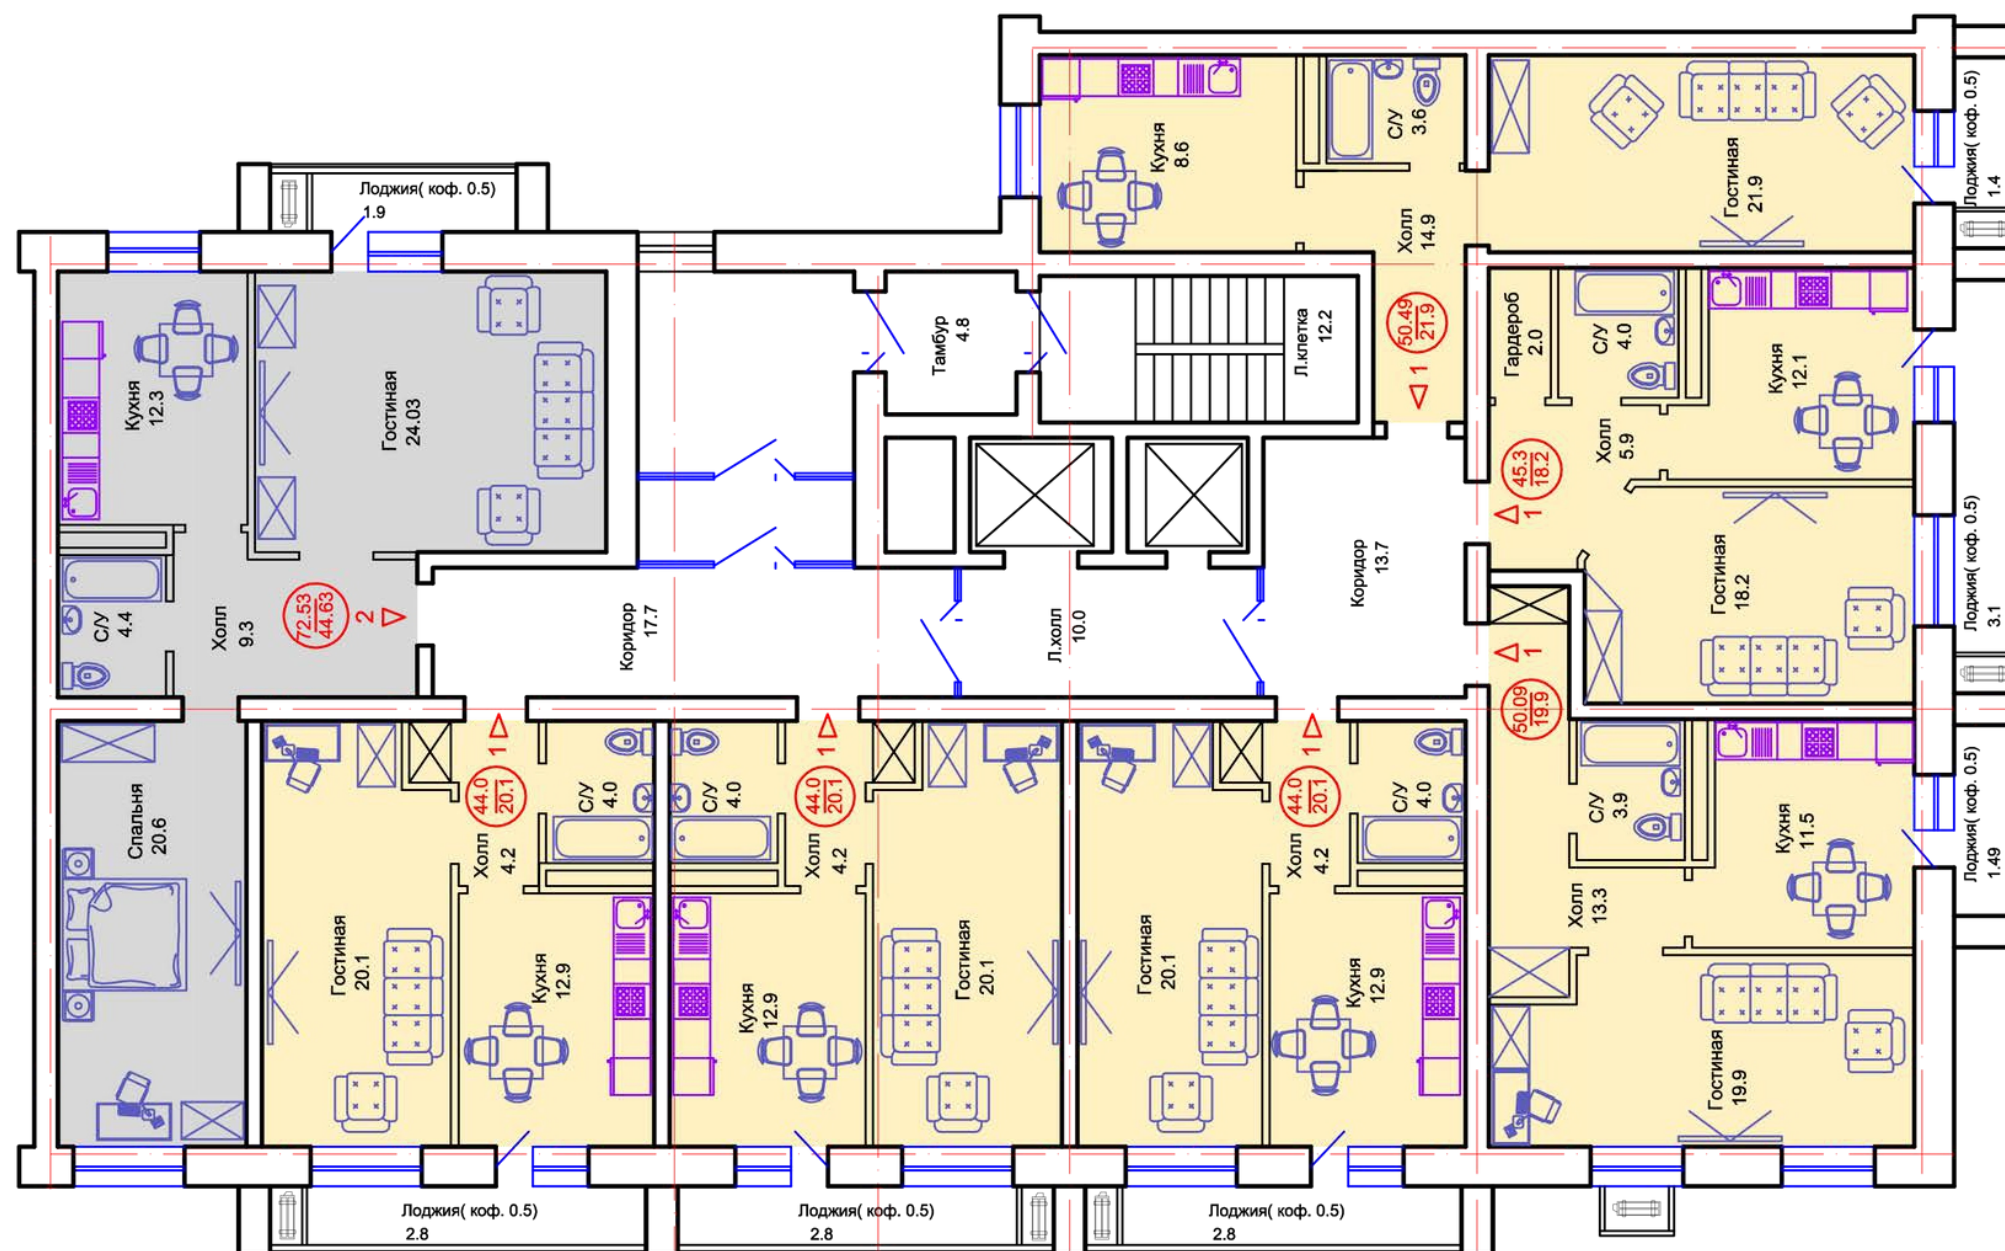 Лоджия( коф. 0.5)
1.9
Кухня
12.3
Гостиная
24.03
С/У
4.4
Холл
9.3
72.53
44.63
2
Спальня
20.6
Коридор
17.7
Тамбур
4.8
Л.клетка
12.2
Л.холл
10.0
Коридор
13.7
Кухня
8.6
С/У
3.6
Холл
14.9
Гостиная
21.9
Лоджия( коф. 0.5)
1.4
50.49
21.9
1
Гардероб
2.0
С/У
4.0
Кухня
12.1
Холл
5.9
45.3
18.2
1
Гостиная
18.2
Лоджия( коф. 0.5)
3.1
1
50.09
19.9
С/У
3.9
Кухня
11.5
Холл
13.3
Гостиная
19.9
Лоджия( коф. 0.5)
1.49
1
44.0
20.1
С/У
4.0
Холл
4.2
Гостиная
20.1
Кухня
12.9
Лоджия( коф. 0.5)
2.8
1
44.0
20.1
С/У
4.0
Холл
4.2
Кухня
12.9
Гостиная
20.1
Лоджия( коф. 0.5)
2.8
1
44.0
20.1
С/У
4.0
Холл
4.2
Гостиная
20.1
Кухня
12.9
Лоджия( коф. 0.5)
2.8